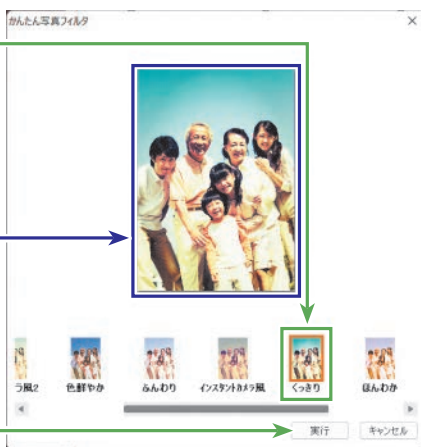 かんたん写真フィルタ
ラ風2
色鮮やか
ふんわり
インスタントカメラ風
くっきり
ほんわか
実行
キャンセル